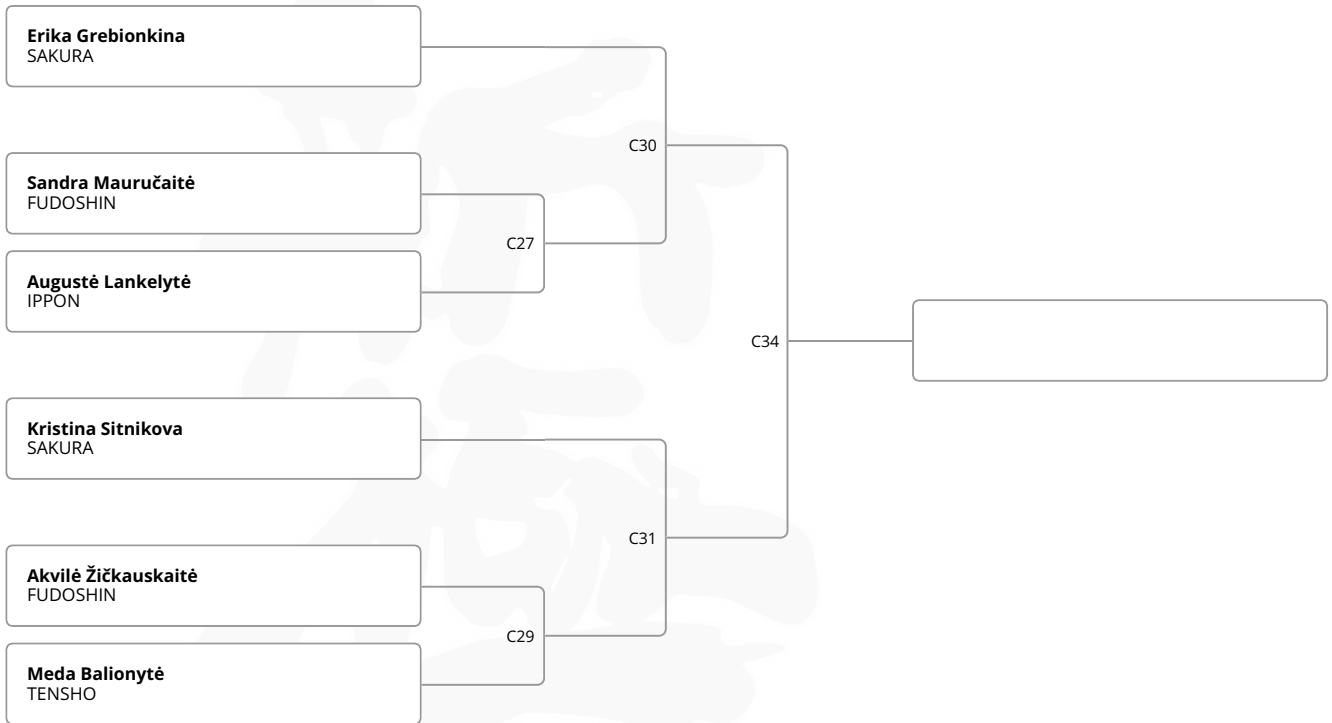 Erika Grebionkina
SAKURA
C30
Sandra Mauručaitė
FUDOSHIN
C27
Augustė Lankelytė
IPPON
C34
Kristina Sitnikova
SAKURA
C31
Akvilė Žičkauskaitė
FUDOSHIN
C29
Meda Balionytė
TENSHO